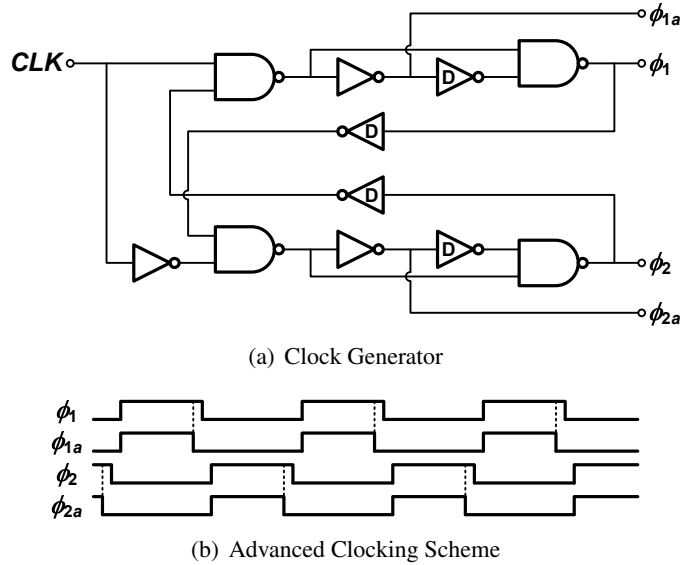 ϕ1a
CLK
ϕ1
D
D
D
D
ϕ2
ϕ2a
(a) Clock Generator
ϕ1
ϕ1a
ϕ2
ϕ2a
(b) Advanced Clocking Scheme